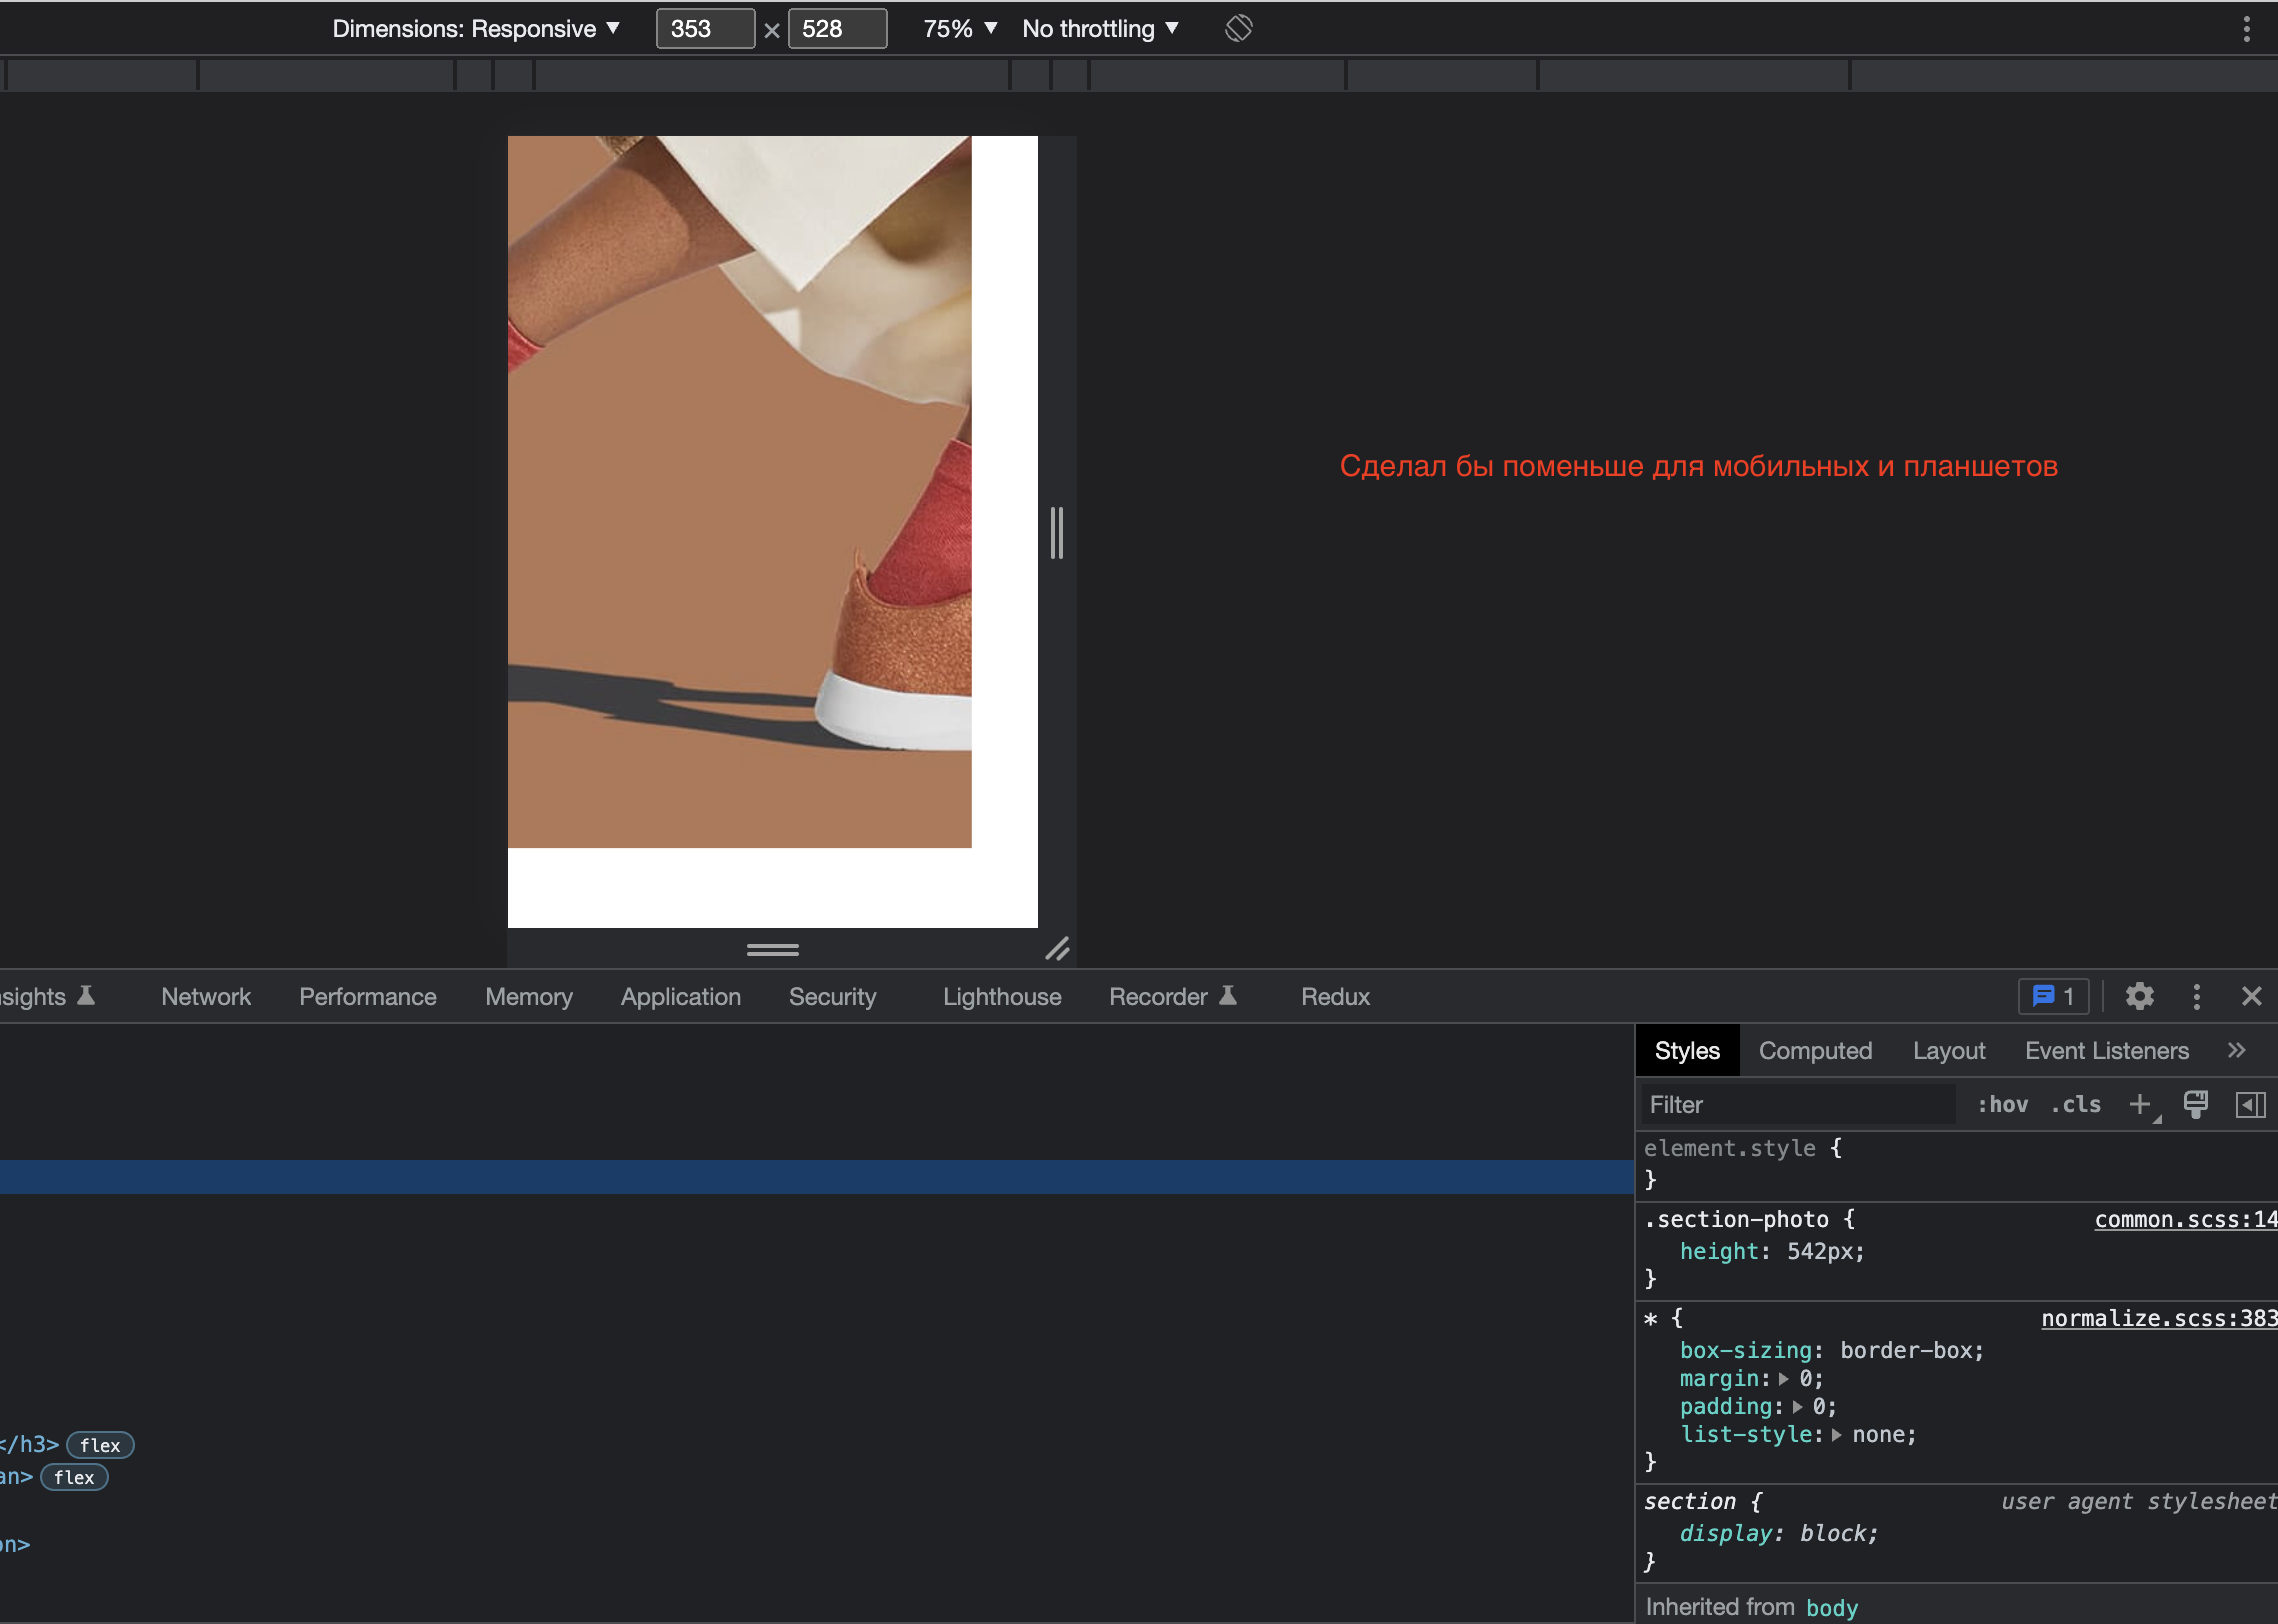 Dimensions: Responsive ▼ 353 × 528 75% ▼ No throttling ▼
Сделал бы поменьше для мобильных и планшетов
Network Performance Memory Application Security Lighthouse Recorder Redux 1
Styles Computed Layout Event Listeners »
Filter :hov .cls +
element.style {
}
.section-photo { common.scss:14
height: 542px;
}
* { normalize.scss:383
box-sizing: border-box;
margin: 0;
padding: 0;
list-style: none;
}
section { user agent stylesheet
display: block;
}
</h3> flex
an> flex
on>
Inherited from body